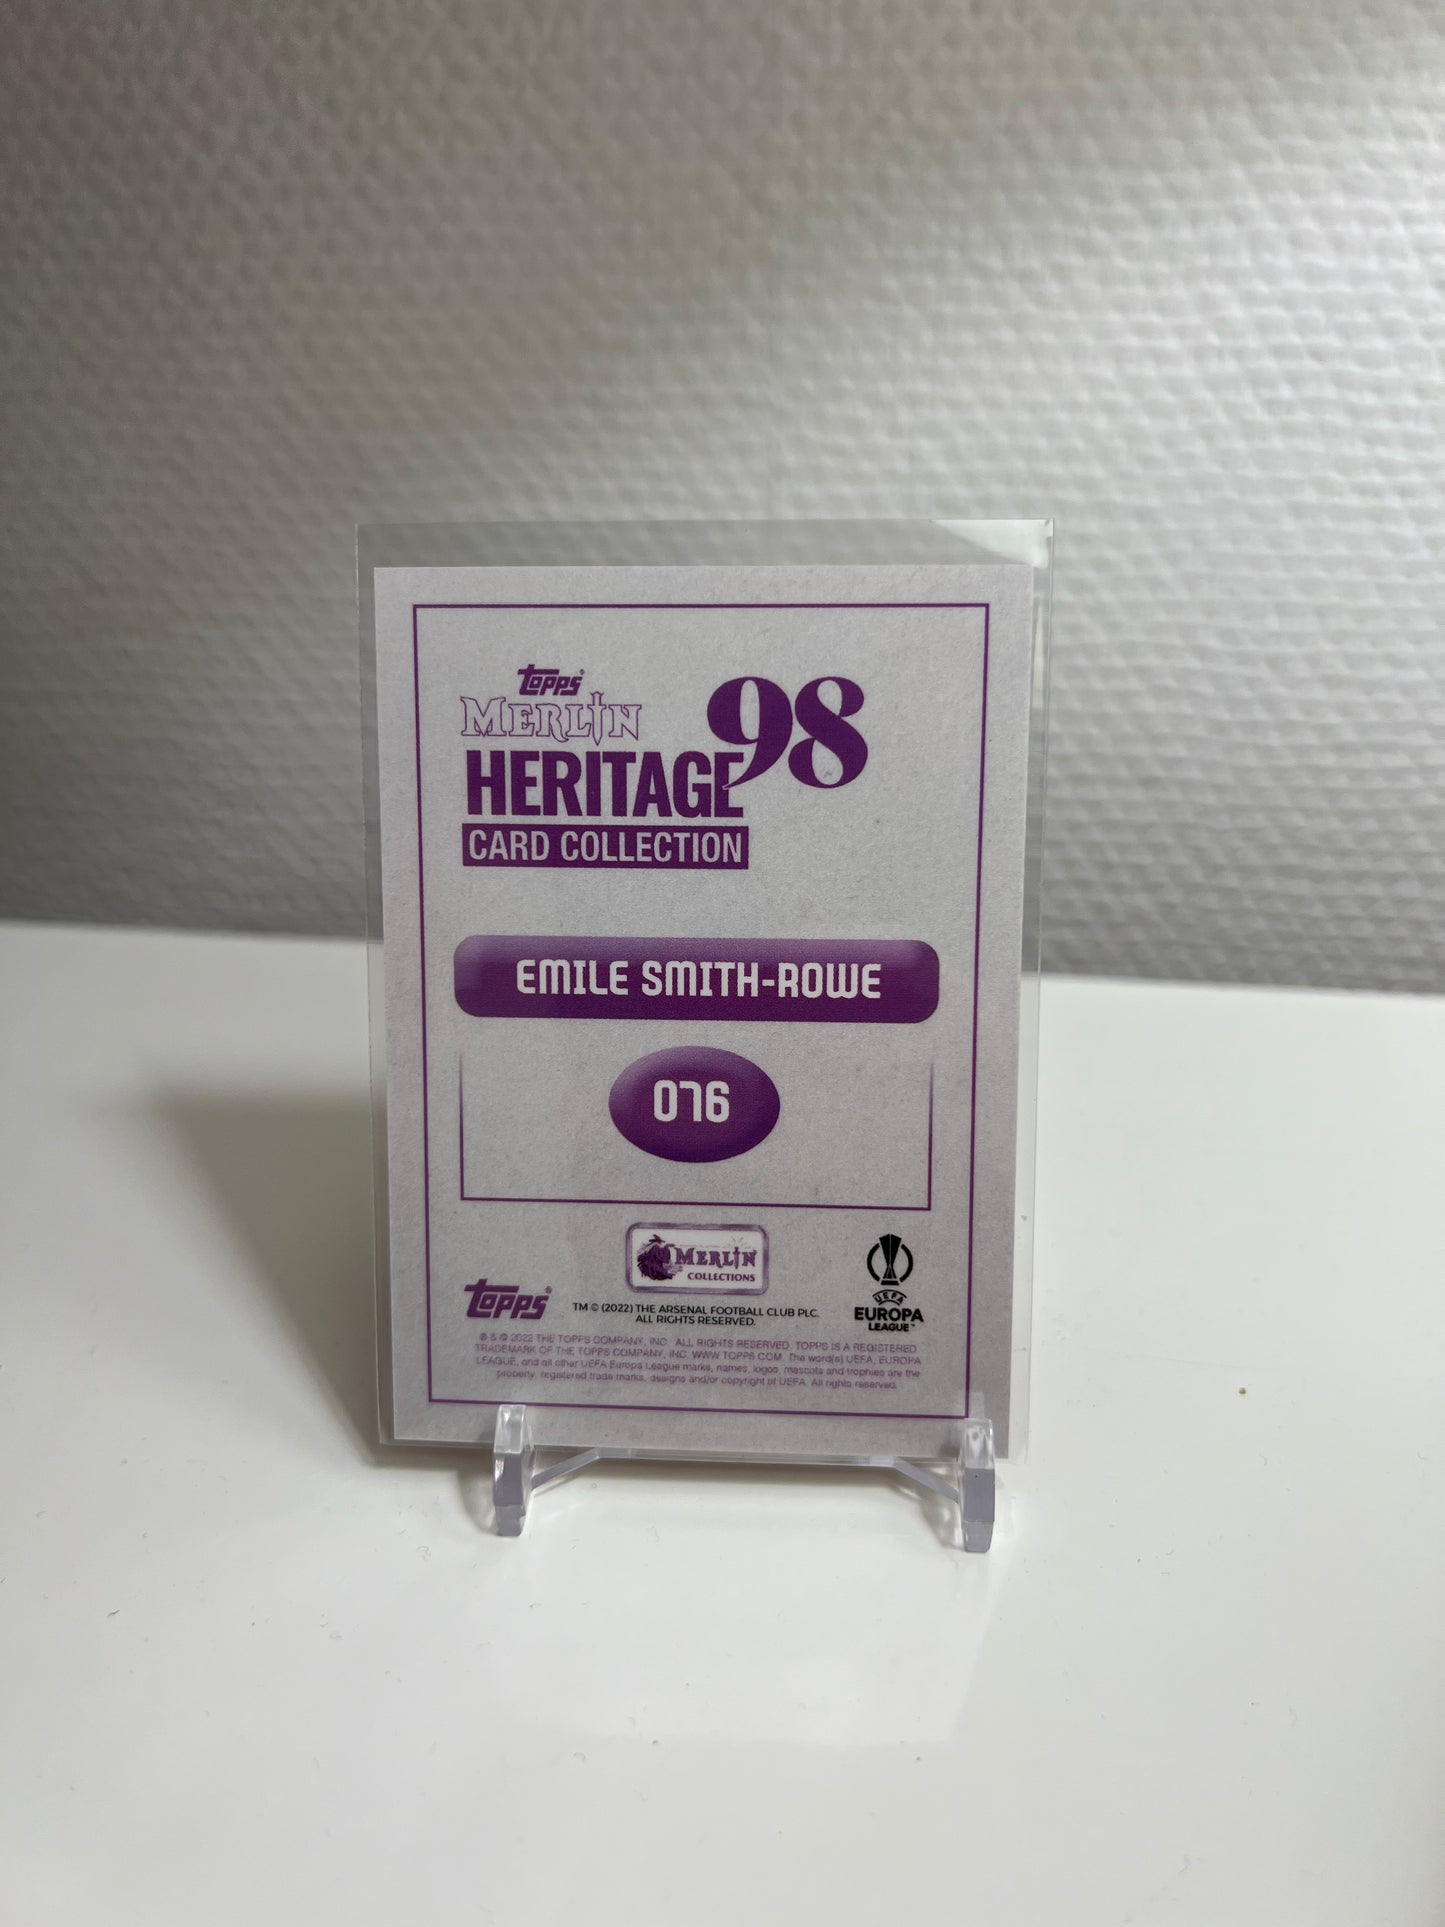 topps®
MERLIN 98
HERITAGE
CARD COLLECTION
EMILE SMITH-ROWE
076
MERLIN
COLLECTIONS
topps®
TM © (2022) THE ARSENAL FOOTBALL CLUB PLC.
ALL RIGHTS RESERVED.
UEFA
EUROPA
LEAGUE™
® & © 2022 THE TOPPS COMPANY, INC. ALL RIGHTS RESERVED. TOPPS IS A REGISTERED
TRADEMARK OF THE TOPPS COMPANY, INC. WWW.TOPPS.COM. The word(s) UEFA, EUROPA
LEAGUE, and all other UEFA Europa League marks, names, logos, mascots and trophies are the
property, registered trade marks, designs and/or copyright of UEFA. All rights reserved.